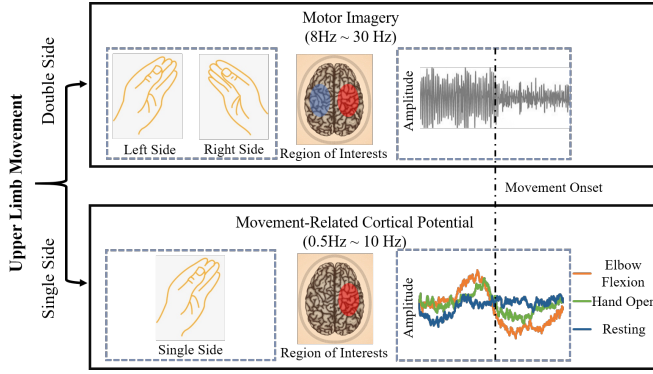 Upper Limb Movement
Double Side
Motor Imagery
(8Hz ~ 30 Hz)
Left Side
Right Side
Region of Interests
Amplitude
Movement Onset
Single Side
Movement-Related Cortical Potential
(0.5Hz ~ 10 Hz)
Single Side
Region of Interests
Amplitude
Elbow
Flexion
Hand Open
Resting